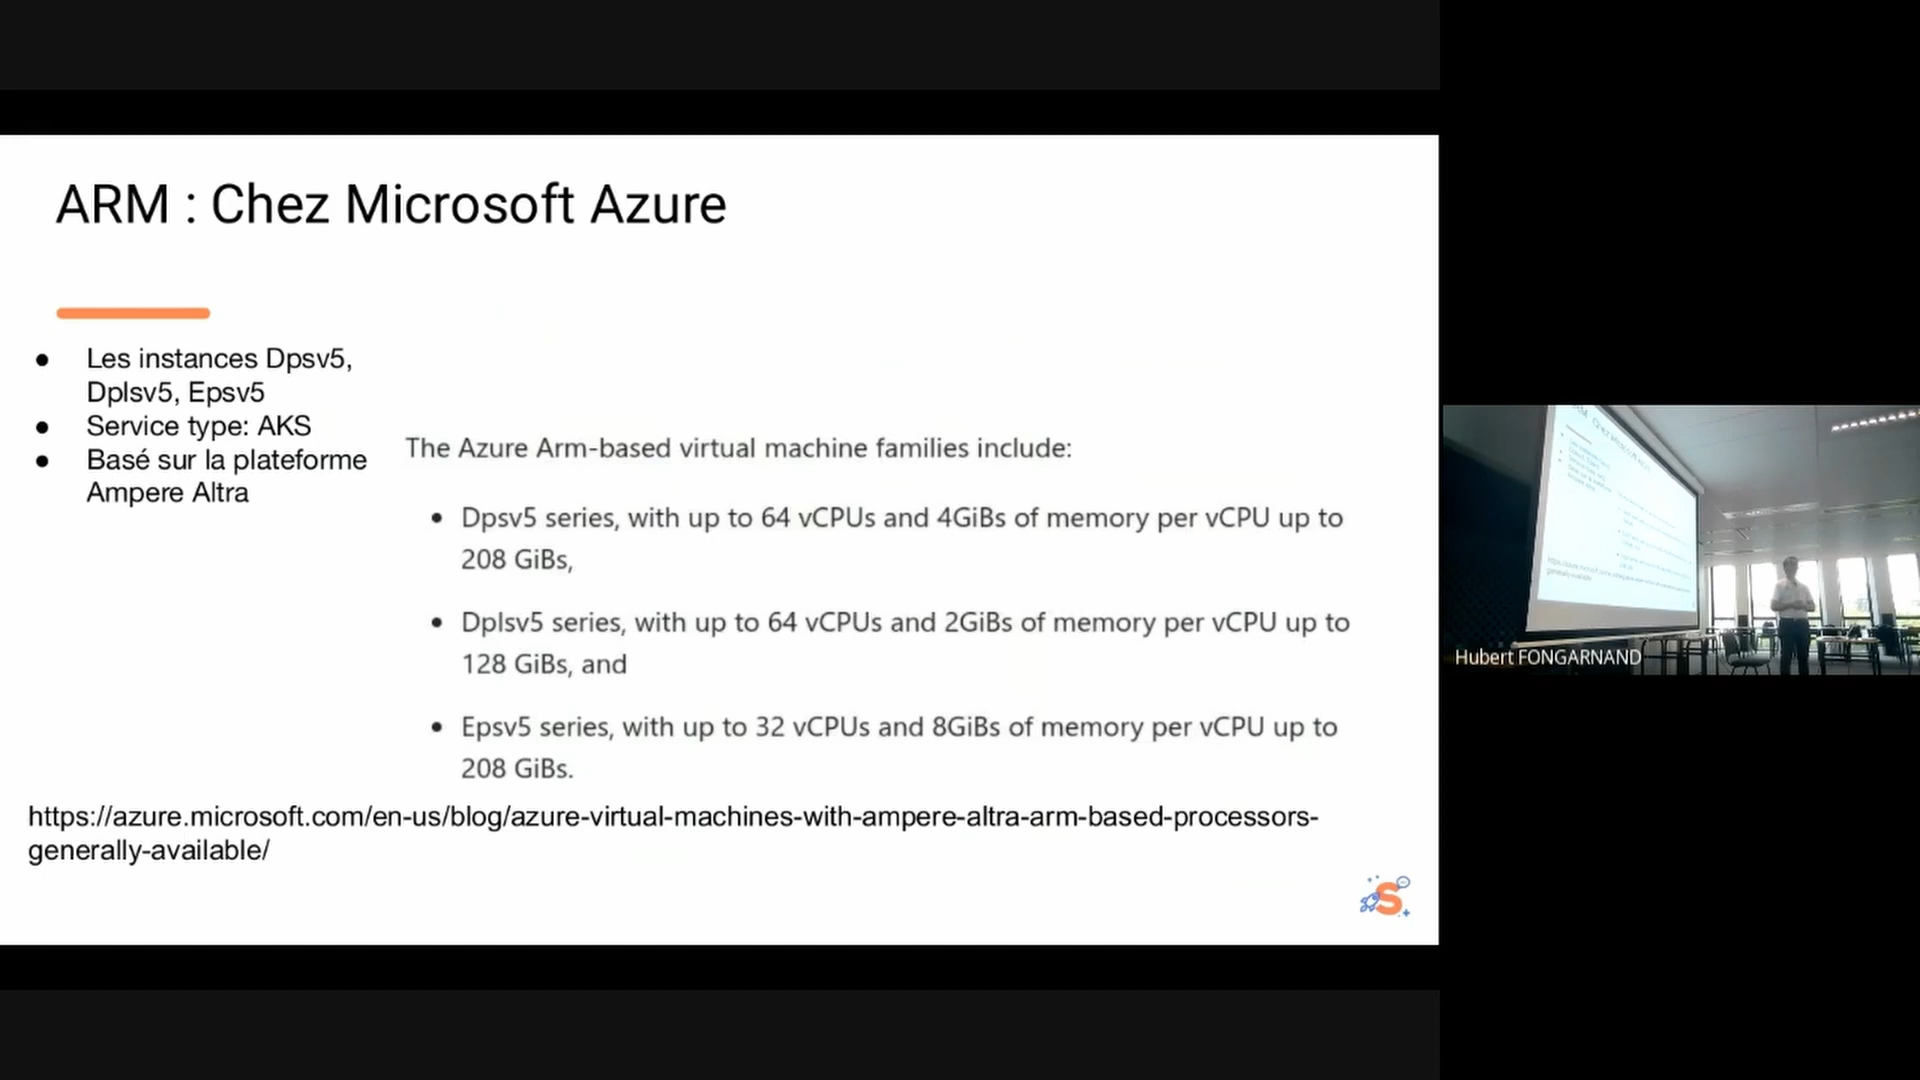 ARM : Chez Microsoft Azure
● Les instances Dpsv5,
Dplsv5, Epsv5
● Service type: AKS
● Basé sur la plateforme
Ampere Altra
The Azure Arm-based virtual machine families include:
• Dpsv5 series, with up to 64 vCPUs and 4GiBs of memory per vCPU up to
208 GiBs,
• Dplsv5 series, with up to 64 vCPUs and 2GiBs of memory per vCPU up to
128 GiBs, and
• Epsv5 series, with up to 32 vCPUs and 8GiBs of memory per vCPU up to
208 GiBs.
https://azure.microsoft.com/en-us/blog/azure-virtual-machines-with-ampere-altra-arm-based-processors-
generally-available/
S
Hubert FONGARNAND